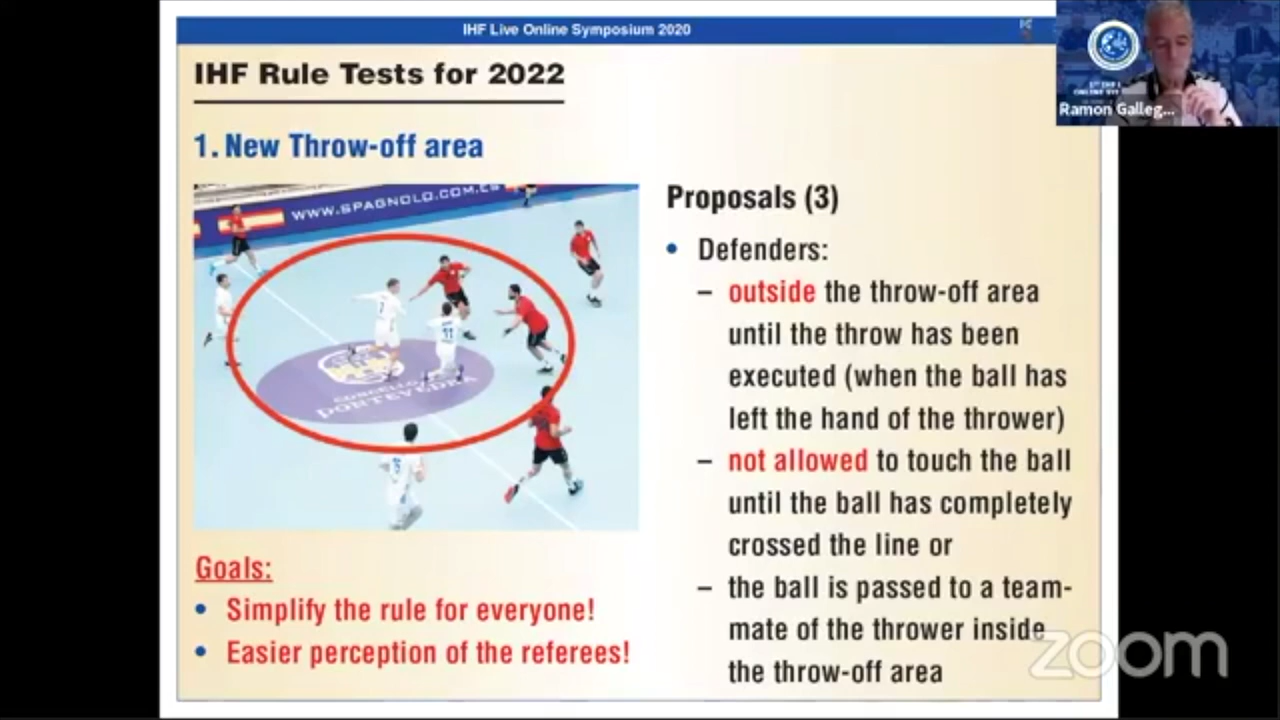 IHF Live Online Symposium 2020
IHF Rule Tests for 2022
1. New Throw-off area
WWW.SPAGNOLO.COM.ES
CONCELLO
PONTEVEDRA
7
11
Goals:
• Simplify the rule for everyone!
• Easier perception of the referees!
Proposals (3)
• Defenders:
– outside the throw-off area
until the throw has been
executed (when the ball has
left the hand of the thrower)
– not allowed to touch the ball
until the ball has completely
crossed the line or
– the ball is passed to a team-
mate of the thrower inside
the throw-off area
Ramon Galleg...
zoom